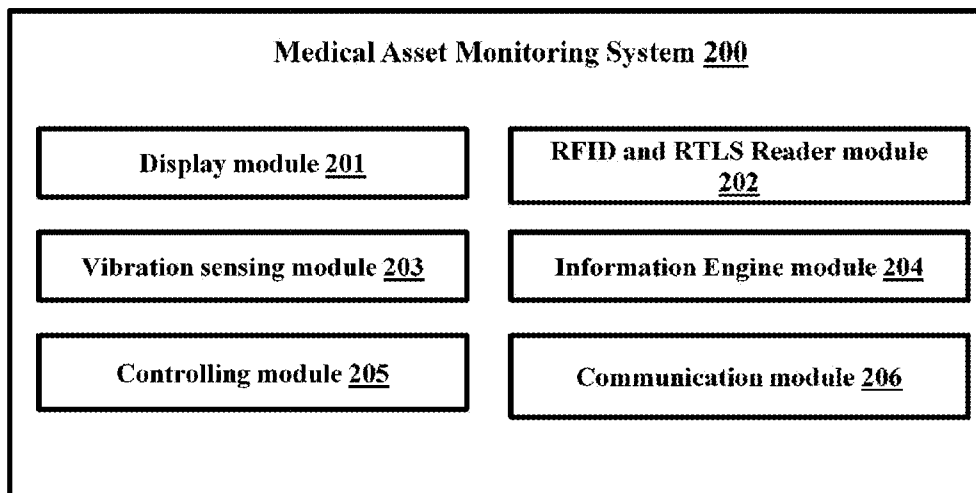 Medical Asset Monitoring System 200
Display module 201
RFID and RTLS Reader module
202
Vibration sensing module 203
Information Engine module 204
Controlling module 205
Communication module 206